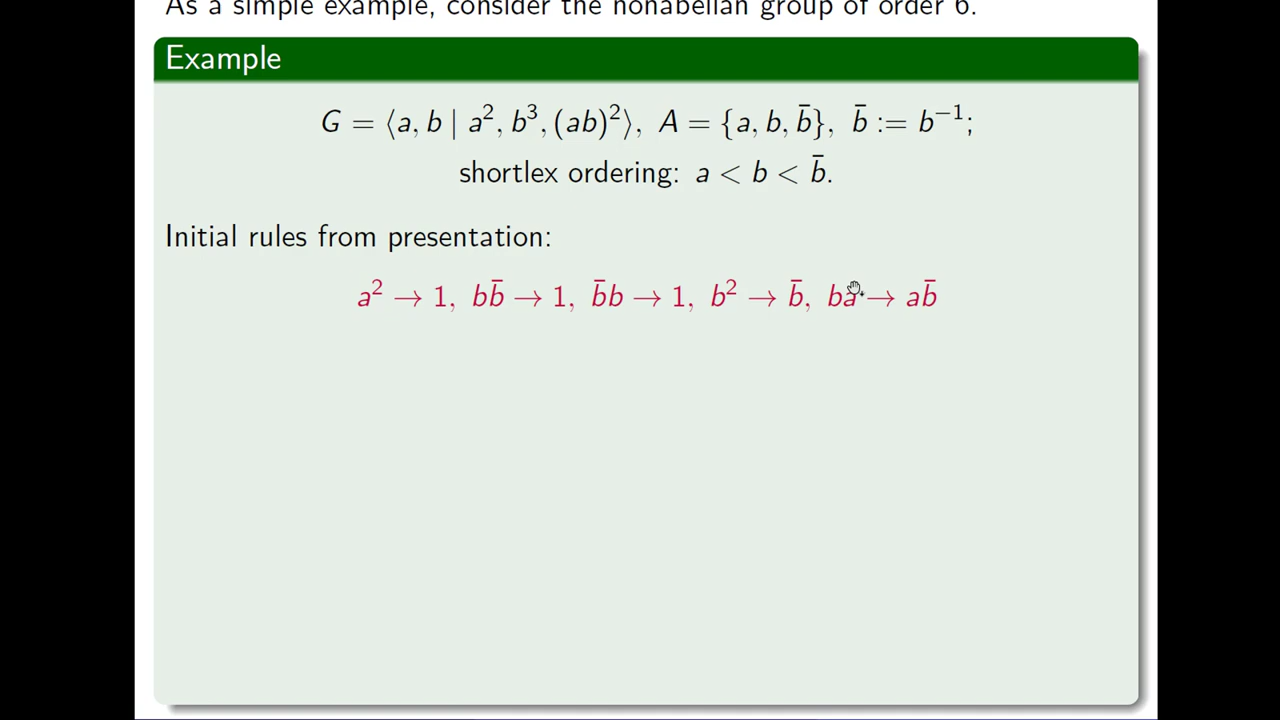 As a simple example, consider the nonabelian group of order 6.
Example
G = ⟨a, b | a², b³, (ab)²⟩, A = {a, b, b̄}, b̄ := b⁻¹;
shortlex ordering: a < b < b̄.
Initial rules from presentation:
a² → 1, bb̄ → 1, b̄b → 1, b² → b̄, ba → ab̄